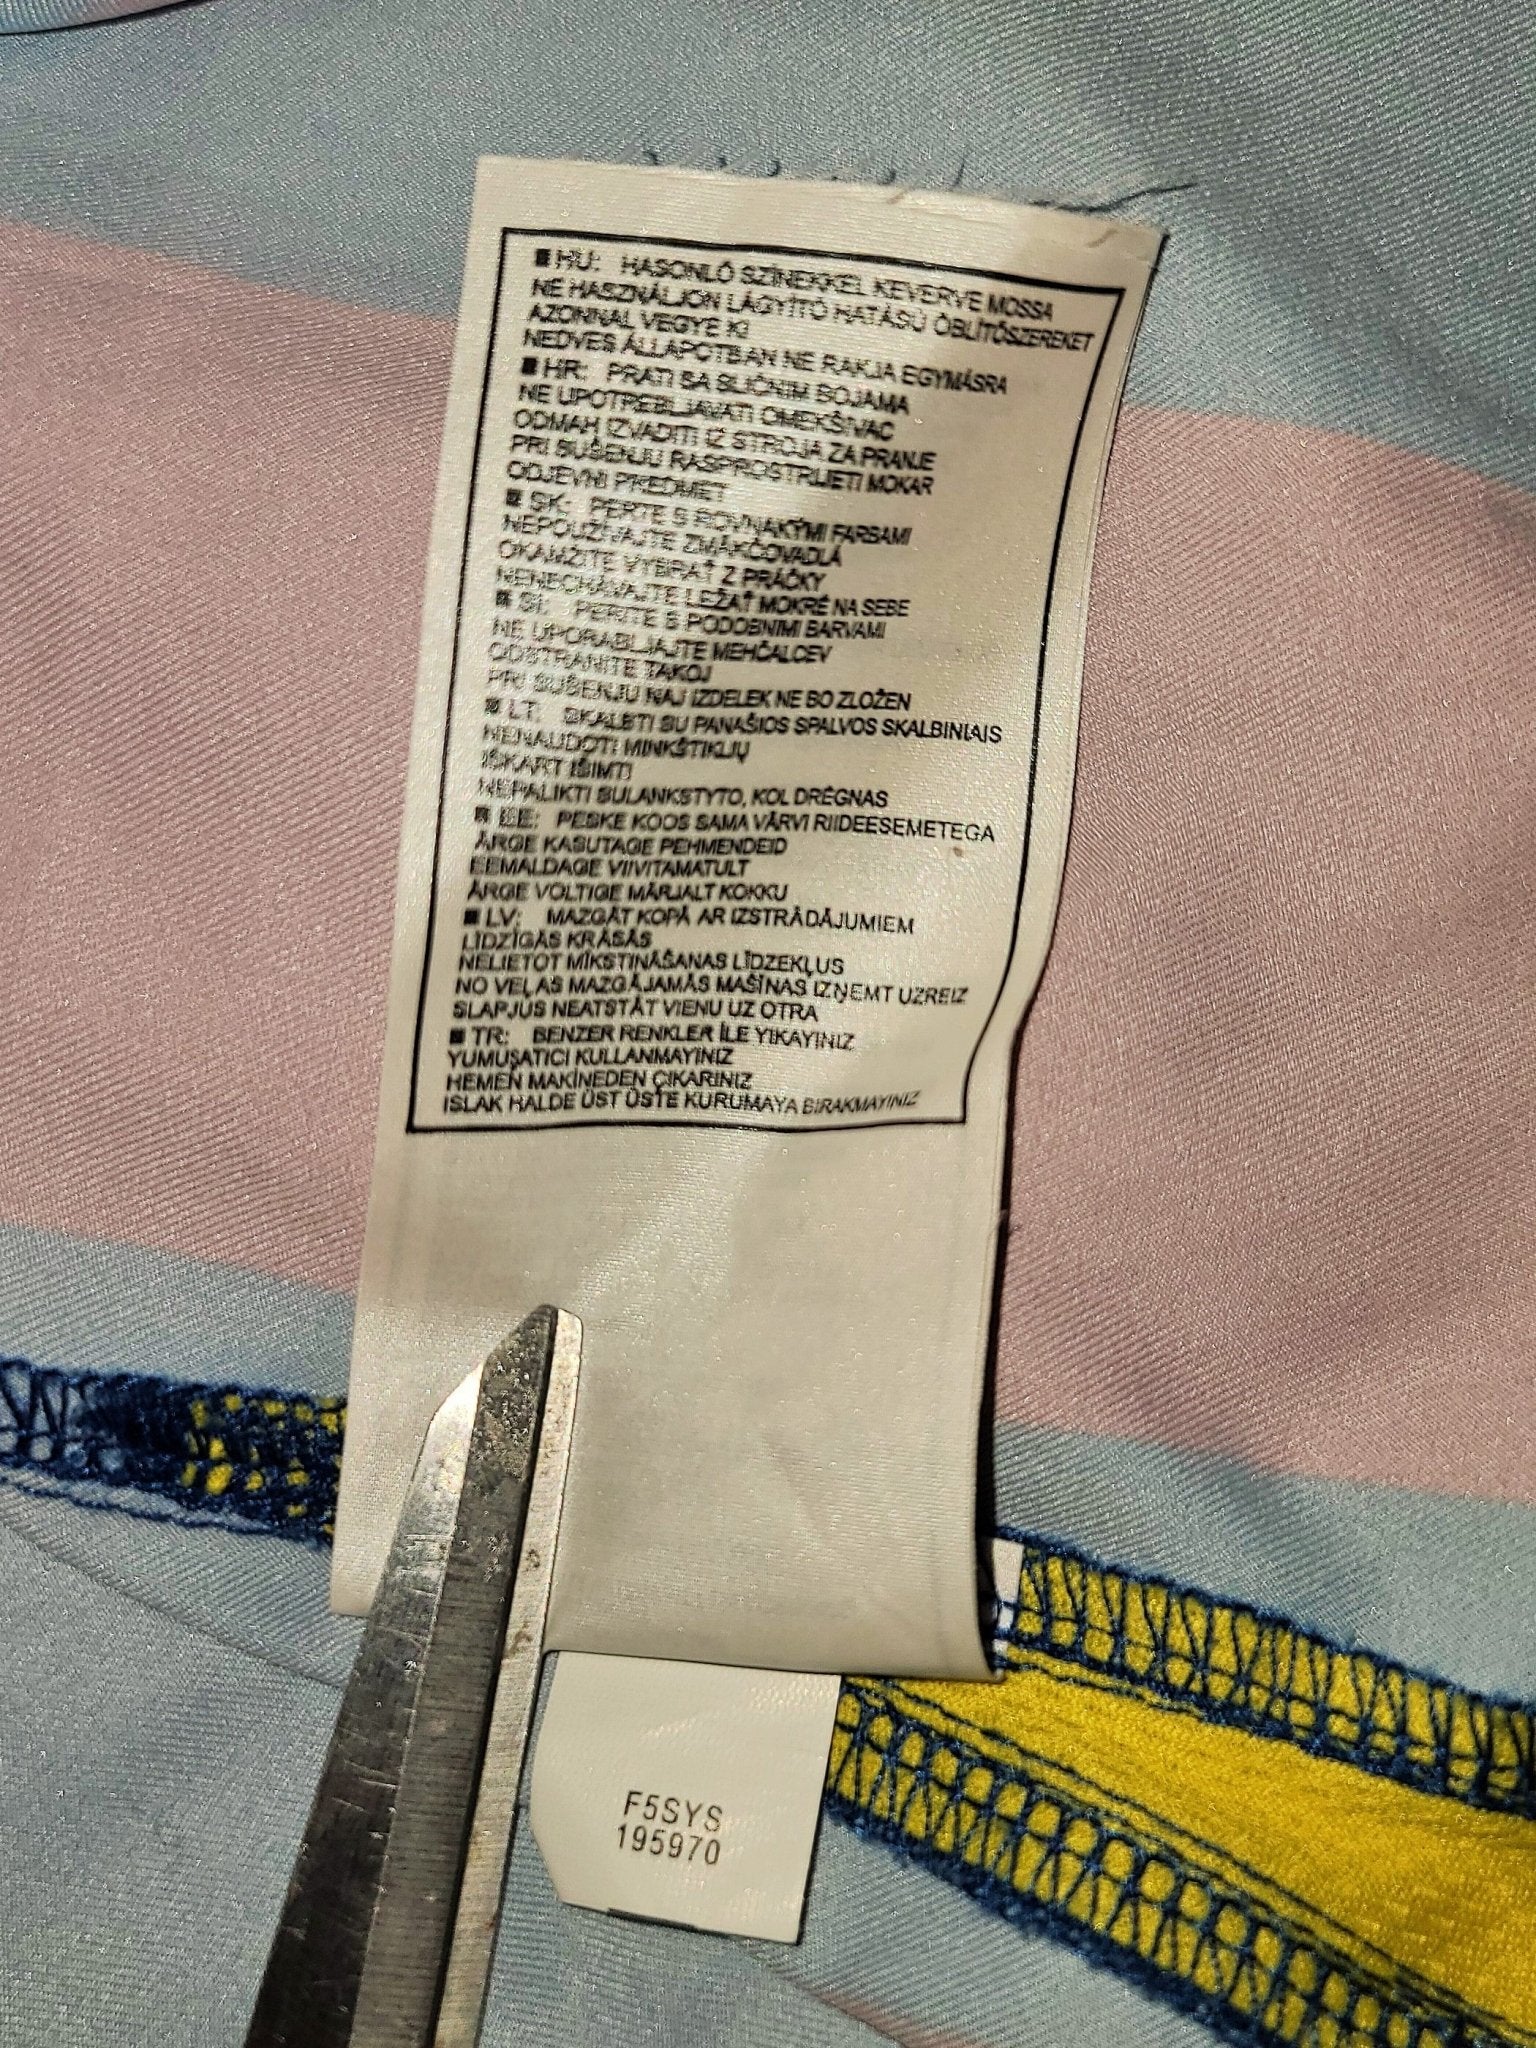 ■ HU: HASONLÓ SZÍNEKKEL KEVERVE MOSSA
NE HASZNÁLJON LÁGYÍTÓ HATÁSÚ ÖBLÍTŐSZEREKET
AZONNAL VEGYE KI
NEDVES ÁLLAPOTBAN NE RAKJA EGYMÁSRA
■ HR: PRATI SA SLIČNIM BOJAMA
NE UPOTREBLJAVATI OMEKŠIVAČ
ODMAH IZVADITI IZ STROJA ZA PRANJE
PRI SUŠENJU RASPROSTRIJETI MOKAR
ODJEVNI PREDMET
■ SK: PERTE S ROVNAKÝMI FARBAMI
NEPOUŽÍVAJTE ZMÄKČOVADLÁ
OKAMŽITE VYBRAŤ Z PRÁČKY
NENECHÁVAJTE LEŽAŤ MOKRÉ NA SEBE
■ SI: PERITE S PODOBNIMI BARVAMI
NE UPORABLJAJTE MEHČALCEV
ODSTRANITE TAKOJ
PRI SUŠENJU NAJ IZDELEK NE BO ZLOŽEN
■ LT: SKALBTI SU PANAŠIOS SPALVOS SKALBINIAIS
NENAUDOTI MINKŠTIKLIŲ
IŠKART IŠIMTI
NEPALIKTI SULANKSTYTO, KOL DRĖGNAS
■ EE: PESKE KOOS SAMA VÄRVI RIIDEESEMETEGA
ÄRGE KASUTAGE PEHMENDEID
EEMALDAGE VIIVITAMATULT
ÄRGE VOLTIGE MÄRJALT KOKKU
■ LV: MAZGĀT KOPĀ AR IZSTRĀDĀJUMIEM
LĪDZĪGĀS KRĀSĀS
NELIETOT MĪKSTINĀŠANAS LĪDZEKĻUS
NO VEĻAS MAZGĀJAMĀS MAŠĪNAS IZŅEMT UZREIZ
SLAPJUS NEATSTĀT VIENU UZ OTRA
■ TR: BENZER RENKLER İLE YIKAYINIZ
YUMUŞATICI KULLANMAYINIZ
HEMEN MAKİNEDEN ÇIKARINIZ
ISLAK HALDE ÜST ÜSTE KURUMAYA BIRAKMAYINIZ
F5SYS
195970